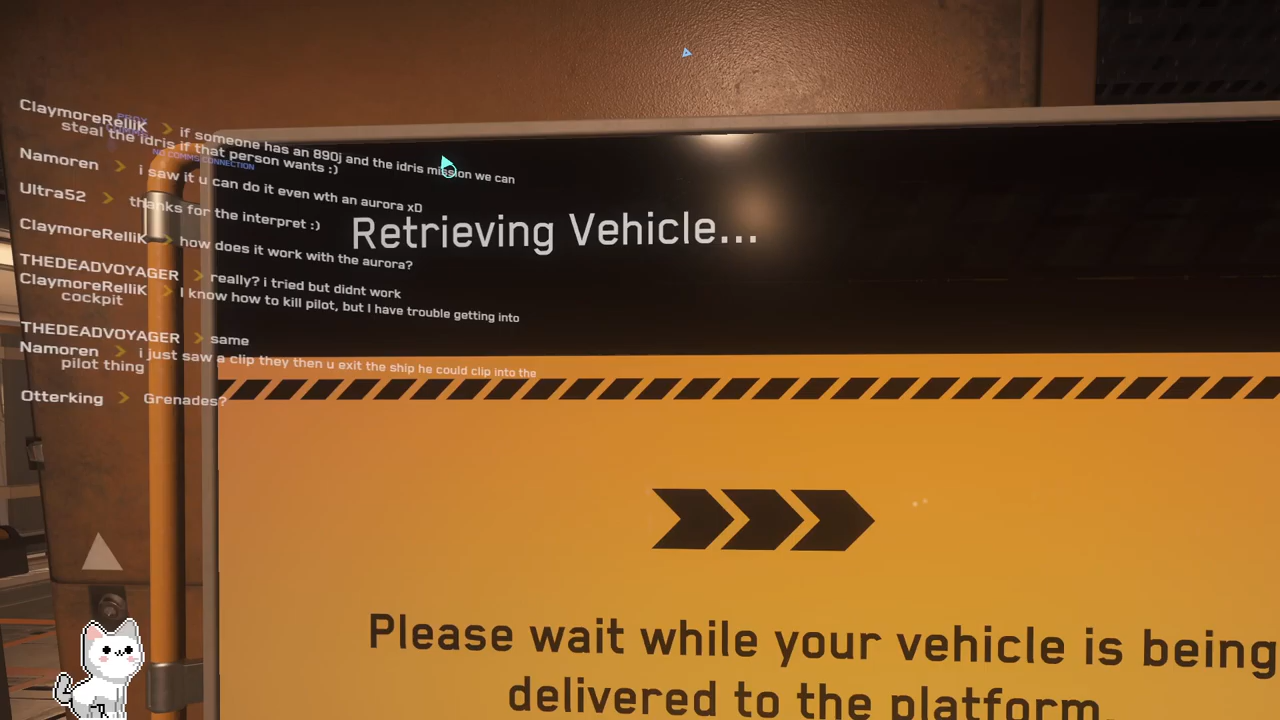 ClaymoreRelliK > if someone has an 890j and the idris mission we can
steal the idris if that person wants :)
NO COMMS CONNECTION
Namoren > i saw it u can do it even wth an aurora xD
Ultra52 > thanks for the interpret :)
ClaymoreRelliK > how does it work with the aurora?
THEDEADVOYAGER > really? i tried but didnt work
ClaymoreRelliK > I know how to kill pilot, but I have trouble getting into
cockpit
THEDEADVOYAGER > same
Namoren > i just saw a clip they then u exit the ship he could clip into the
pilot thing
Otterking > Grenades?
Retrieving Vehicle...
Please wait while your vehicle is being
delivered to the platform.